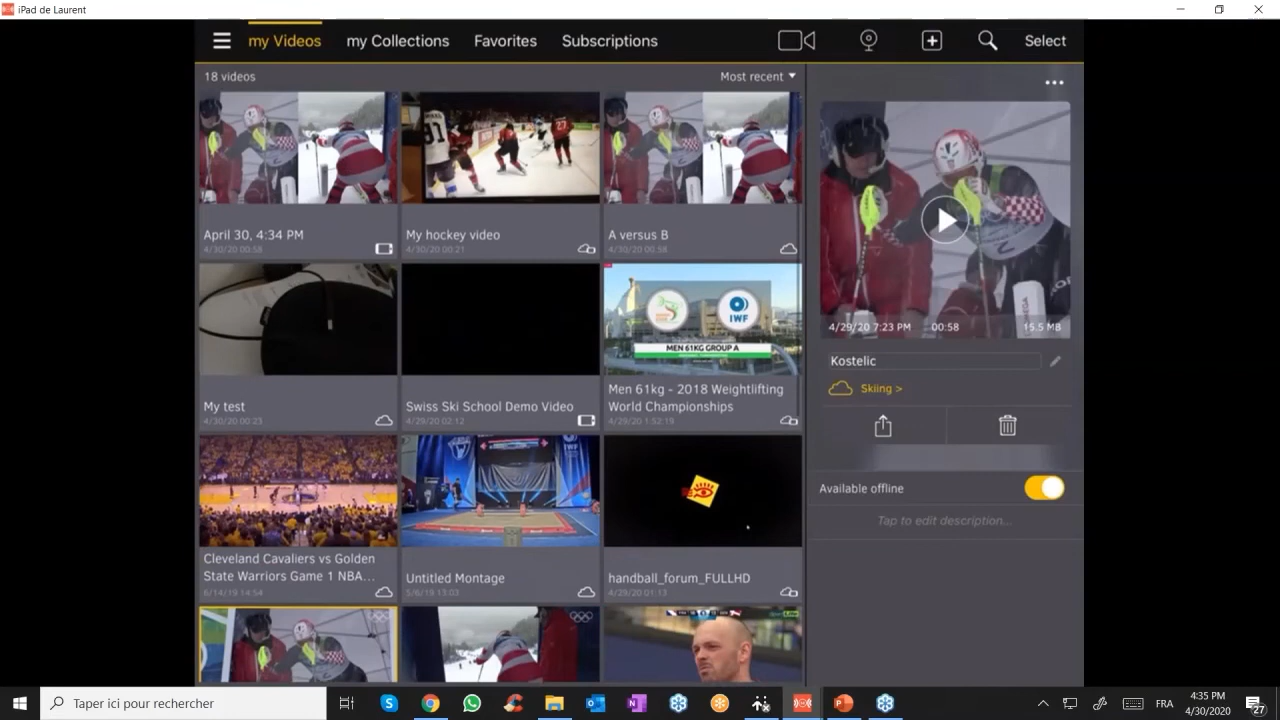 iPad de Laurent
my Videos my Collections Favorites Subscriptions Select
18 videos Most recent
April 30, 4:34 PM
4/30/20 00:58
My hockey video
4/30/20 00:21
A versus B
4/30/20 00:58
My test
4/30/20 00:23
Swiss Ski School Demo Video
4/29/20 02:12
IWF
MEN 61KG GROUP A
Men 61kg - 2018 Weightlifting
World Championships
4/29/20 1:52:19
Cleveland Cavaliers vs Golden
State Warriors Game 1 NBA...
6/14/19 14:54
Untitled Montage
5/6/19 13:03
handball_forum_FULLHD
4/29/20 01:13
4/29/20 7:23 PM 00:58 15.5 MB
Kostelic
Skiing >
Available offline
Tap to edit description...
Taper ici pour rechercher
FRA
4:35 PM
4/30/2020
27